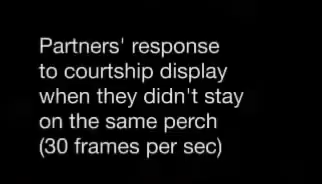 Partners' response
to courtship display
when they didn't stay
on the same perch
(30 frames per sec)